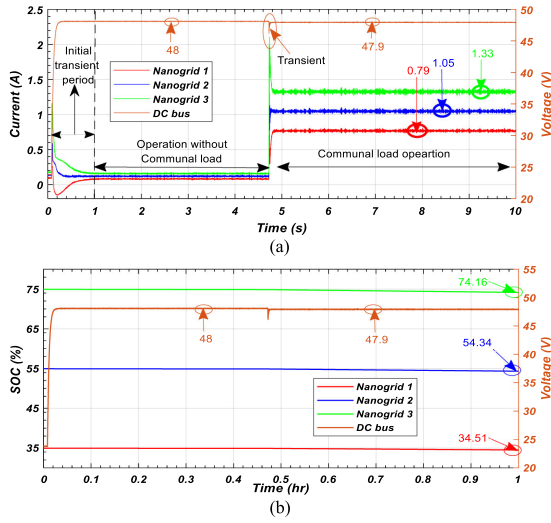 2.5
2.0
1.5
1
0.5
0
Current (A)
Initial
transient
period
48
Nanogrid 1
Nanogrid 2
Nanogrid 3
DC bus
Transient
47.9
1.33
1.05
0.79
Operation without
Communal load
Communal load opeartion
50
45
40
35
30
25
20
Voltage (V)
0 1 2 3 4 5 6 7 8 9 10
Time (s)
(a)
75
65
55
45
35
SOC (%)
74.16
48
47.9
54.34
Nanogrid 1
Nanogrid 2
Nanogrid 3
DC bus
34.51
55
50
45
40
35
30
25
20
Voltage (V)
0 0.1 0.2 0.3 0.4 0.5 0.6 0.7 0.8 0.9 1
Time (hr)
(b)